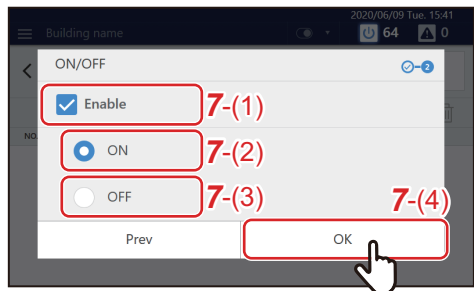 2020/06/09 Tue. 15:41
Building name
64
0
ON/OFF
2
Enable
7-(1)
NO.
ON
7-(2)
OFF
7-(3)
7-(4)
Prev
OK